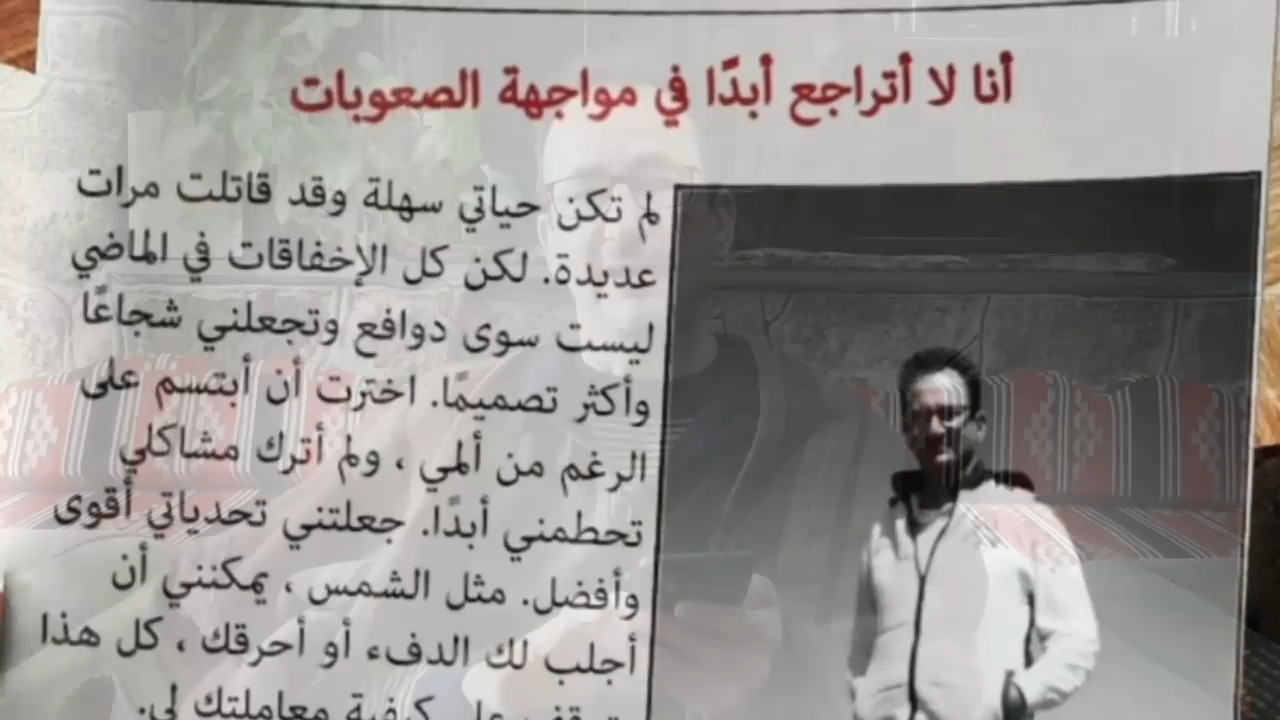 أنا لا أتراجع أبدًا في مواجهة الصعوبات
لم تكن حياتي سهلة وقد قاتلت مرات
عديدة. لكن كل الإخفاقات في الماضي
ليست سوى دوافع وتجعلني شجاعًا
وأكثر تصميمًا. اخترت أن أبتسم على
الرغم من ألمي ، ولم أترك مشاكلي
تحطمني أبدًا. جعلتني تحدياتي أقوى
وأفضل. مثل الشمس ، يمكنني أن
أجلب لك الدفء أو أحرقك ، كل هذا
كيفية معاملتك لي.